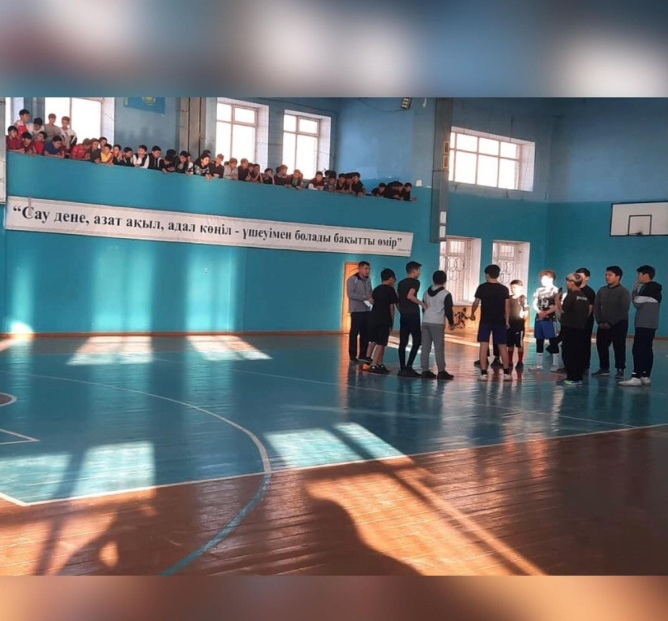 “Сау дене, азат ақыл, адал көңіл - үшеуімен болады бақытты өмір”